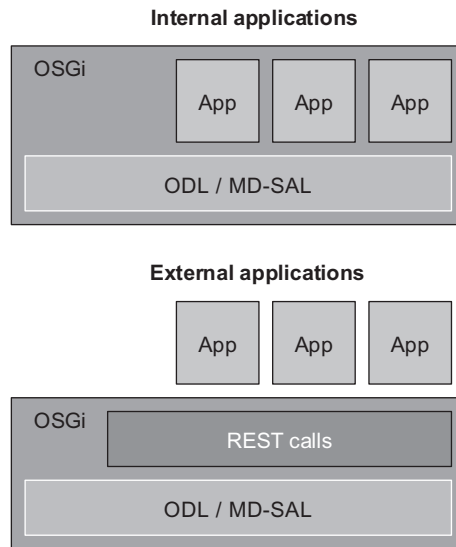 Internal applications
OSGi
App App App
ODL / MD-SAL
External applications
App App App
OSGi
REST calls
ODL / MD-SAL